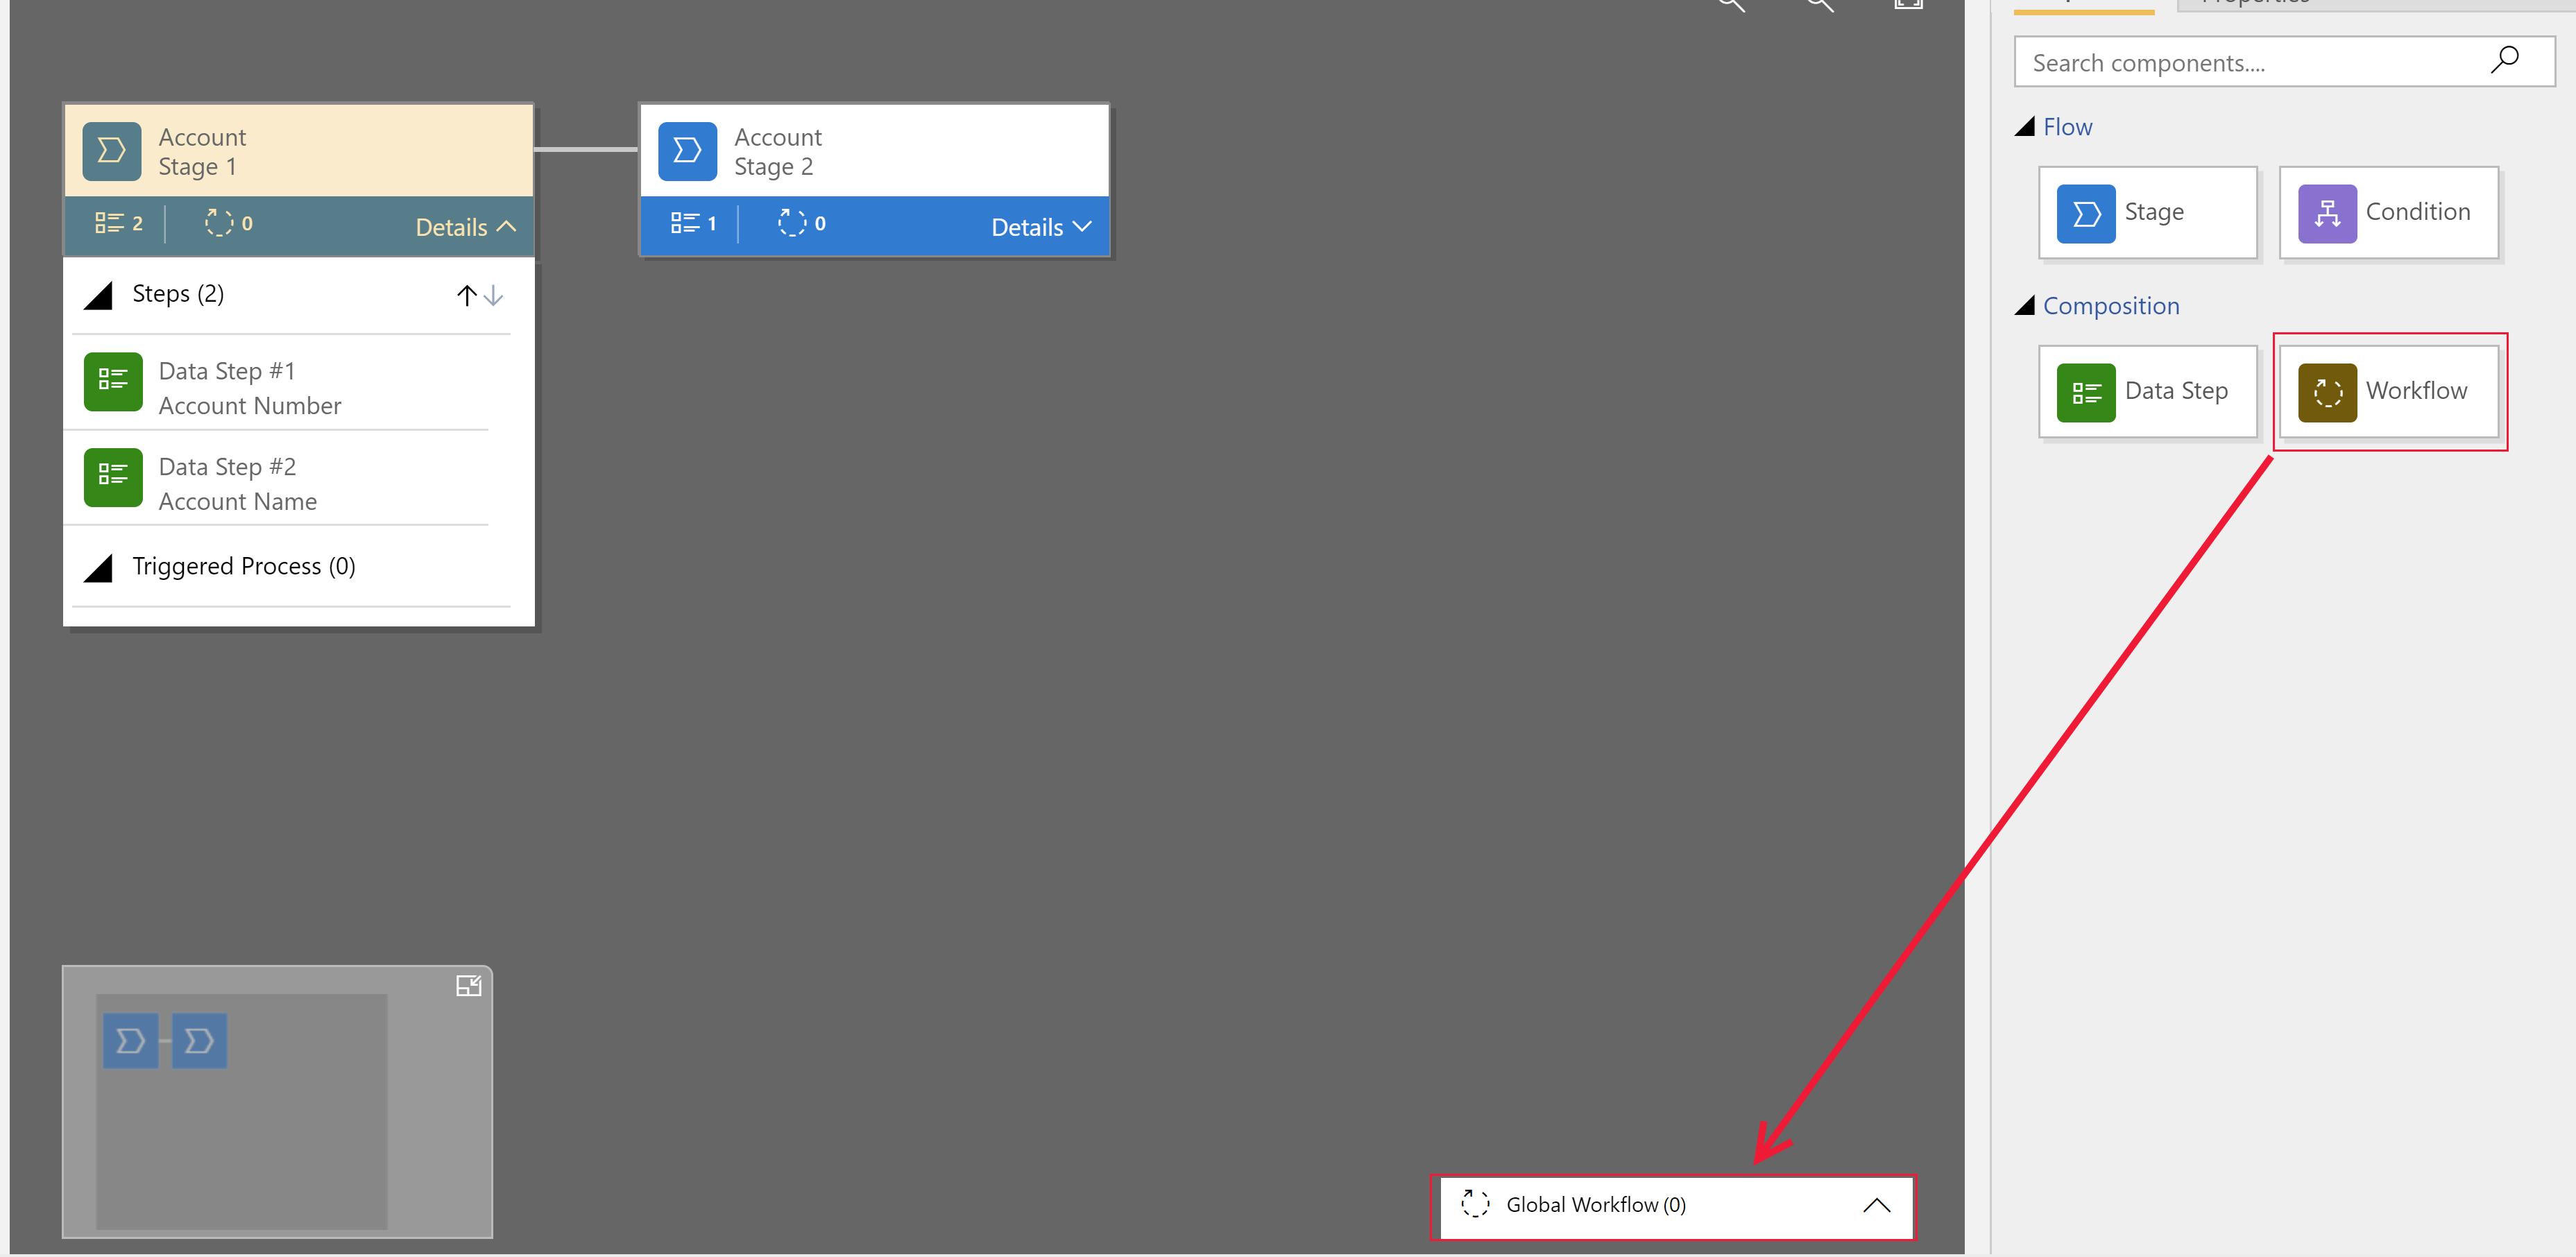 Properties
Search components....
Flow
Account
Stage 1
Account
Stage 2
Stage
Condition
2
0
Details
1
0
Details
Steps (2)
Composition
Data Step #1
Account Number
Data Step
Workflow
Data Step #2
Account Name
Triggered Process (0)
Global Workflow (0)